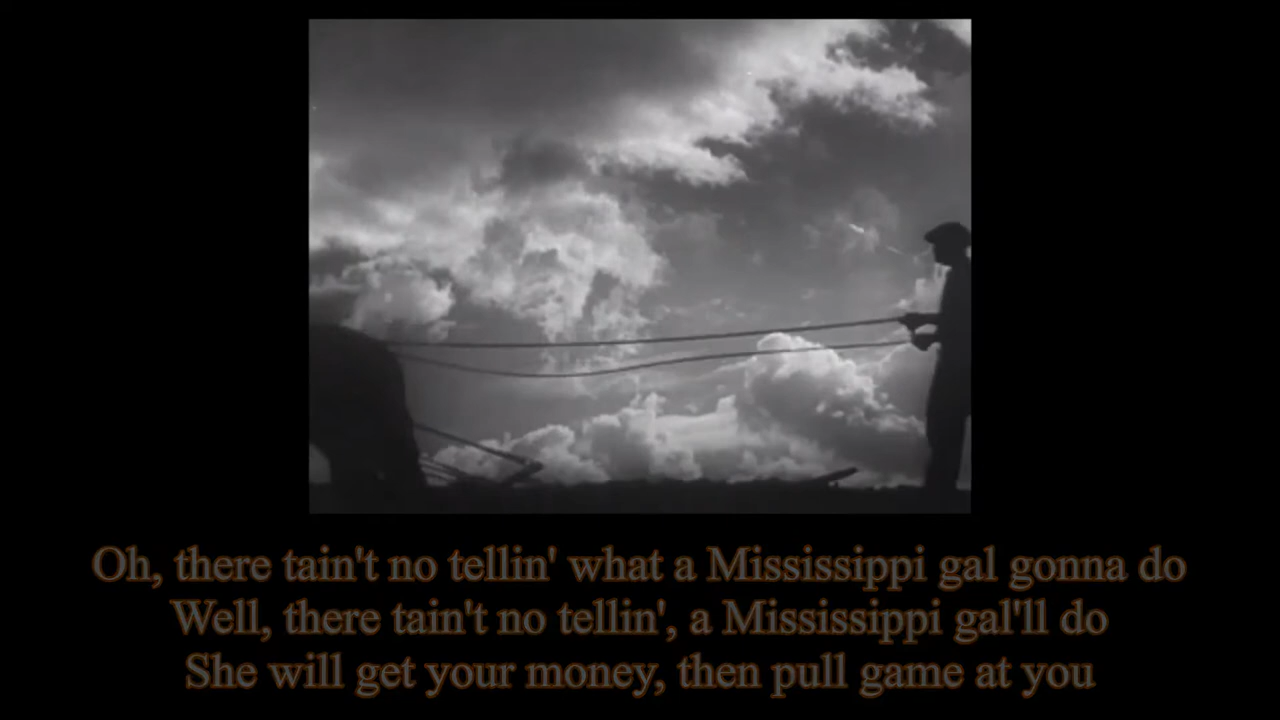 Oh, there tain't no tellin' what a Mississippi gal gonna do
Well, there tain't no tellin', a Mississippi gal'll do
She will get your money, then pull game at you